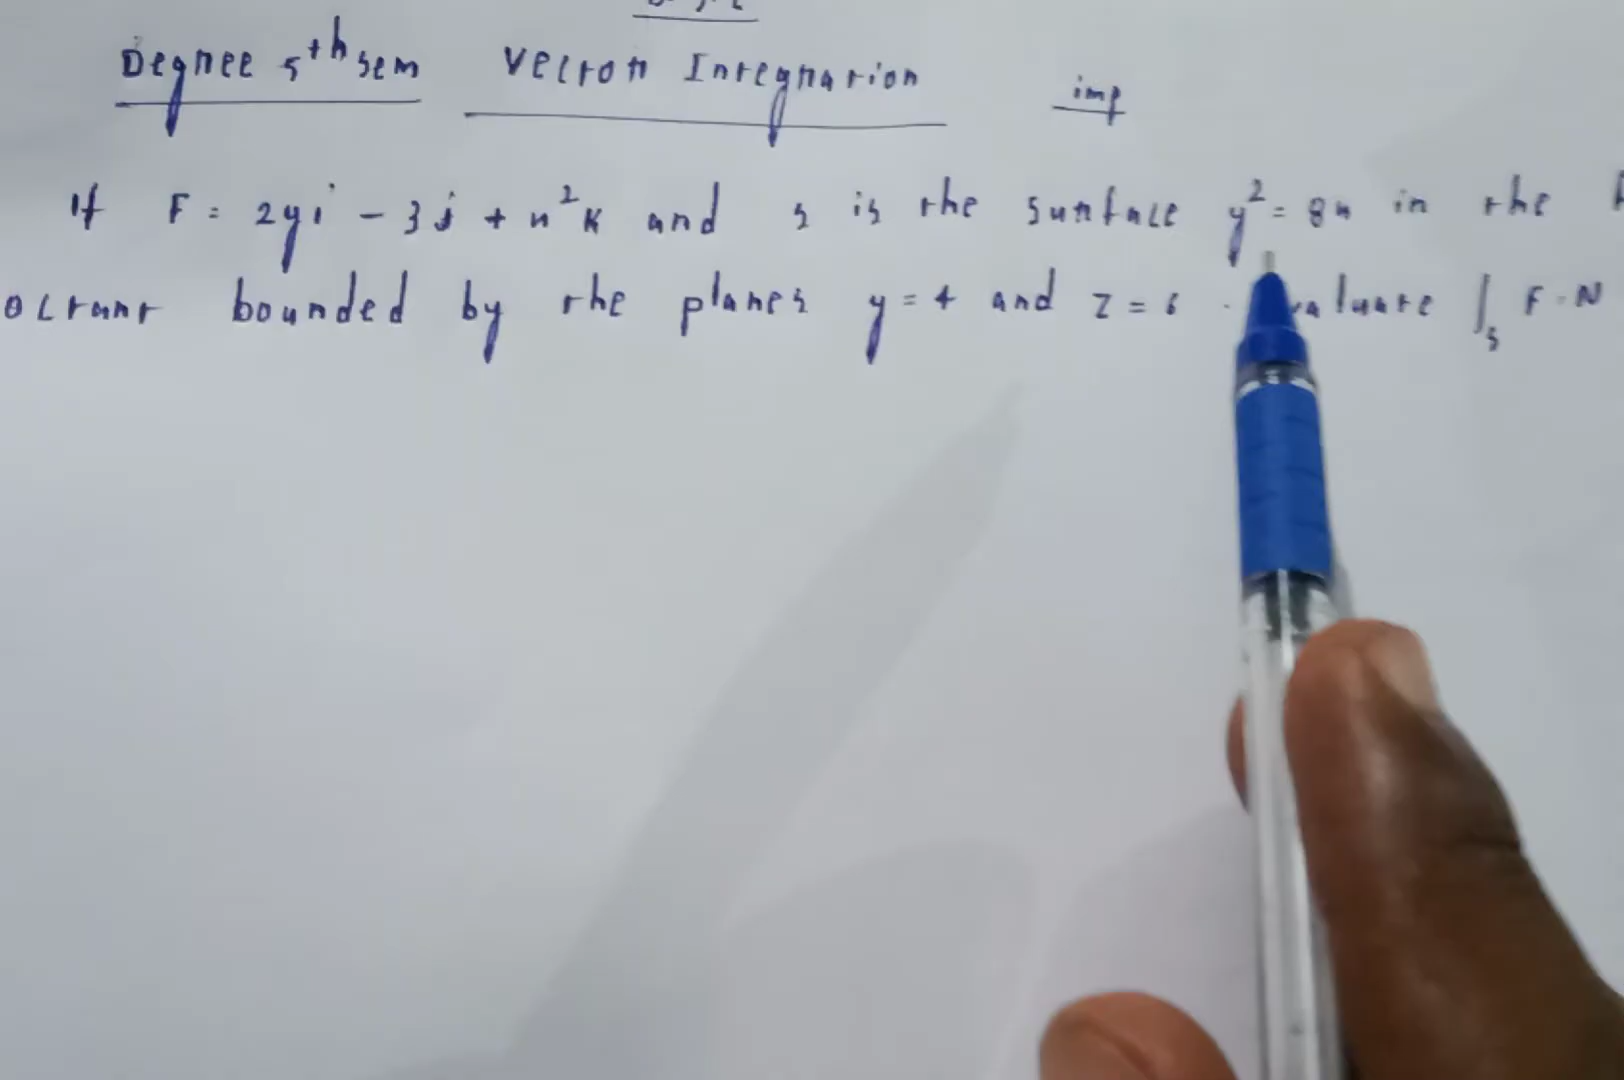 Degree 5th sem Vector Integration imp
If F = 2yi - 3j + x²k and s is the surface y² = 8x in the
octant bounded by the planes y = 4 and z = 6 . ∫s F.N